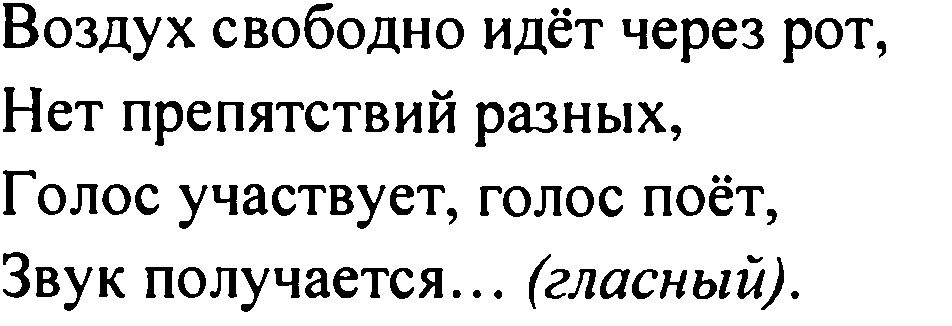 Воздух свободно идёт через рот,
Нет препятствий разных,
Голос участвует, голос поёт,
Звук получается... (гласный).